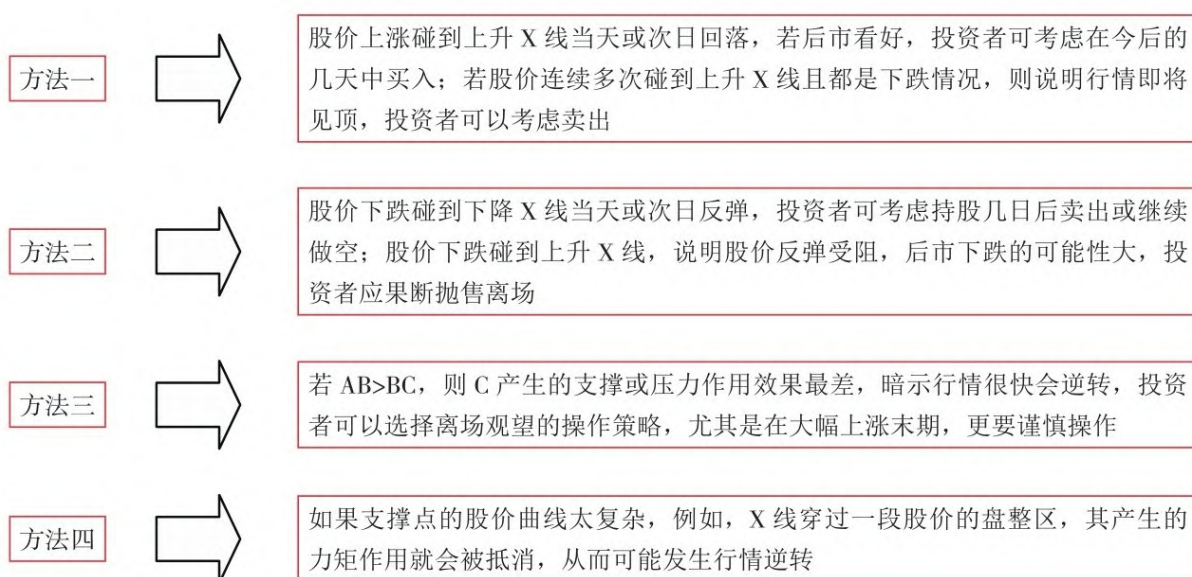 方法一
股价上涨碰到上升 X 线当天或次日回落，若后市看好，投资者可考虑在今后的
几天中买入；若股价连续多次碰到上升 X 线且都是下跌情况，则说明行情即将
见顶，投资者可以考虑卖出
方法二
股价下跌碰到下降 X 线当天或次日反弹，投资者可考虑持股几日后卖出或继续
做空；股价下跌碰到上升 X 线，说明股价反弹受阻，后市下跌的可能性大，投
资者应果断抛售离场
方法三
若 AB>BC，则 C 产生的支撑或压力作用效果最差，暗示行情很快会逆转，投资
者可以选择离场观望的操作策略，尤其是在大幅上涨末期，更要谨慎操作
方法四
如果支撑点的股价曲线太复杂，例如，X 线穿过一段股价的盘整区，其产生的
力矩作用就会被抵消，从而可能发生行情逆转